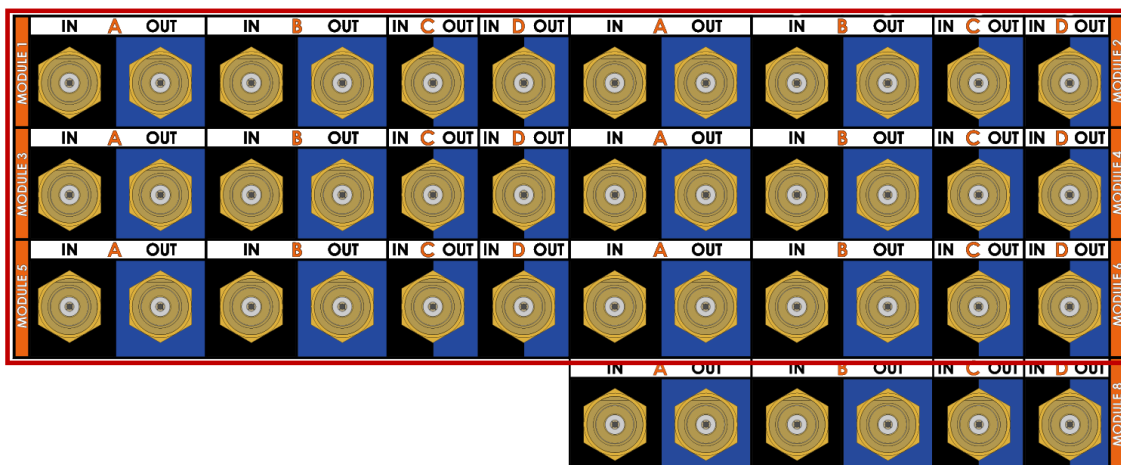 IN A OUT IN B OUT IN C OUT IN D OUT IN A OUT IN B OUT IN C OUT IN D OUT
MODULE 1
MODULE 2
IN A OUT IN B OUT IN C OUT IN D OUT IN A OUT IN B OUT IN C OUT IN D OUT
MODULE 3
MODULE 4
IN A OUT IN B OUT IN C OUT IN D OUT IN A OUT IN B OUT IN C OUT IN D OUT
MODULE 5
MODULE 6
IN A OUT IN B OUT IN C OUT IN D OUT
MODULE 8